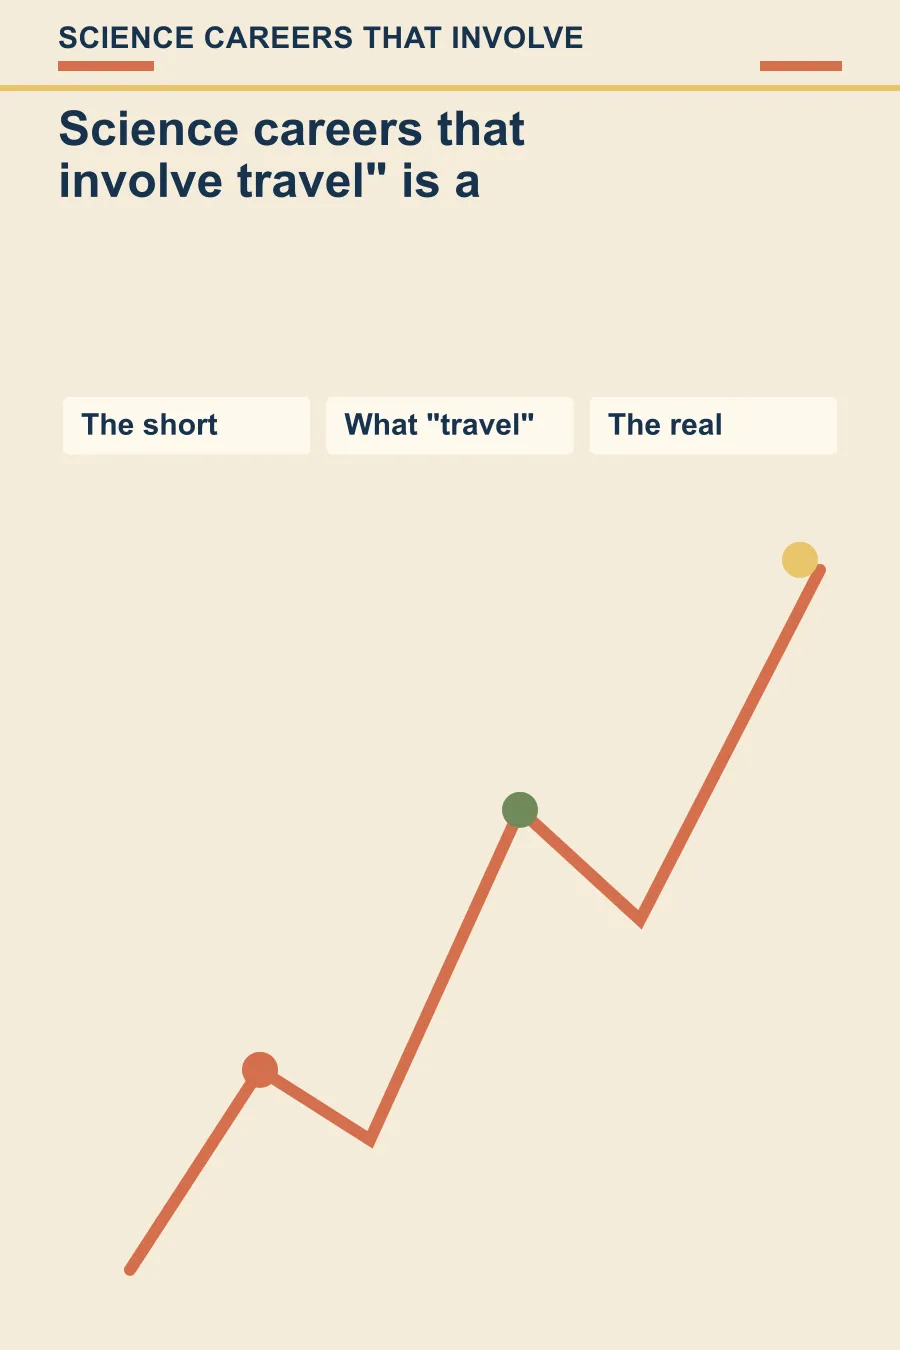 SCIENCE CAREERS THAT INVOLVE
Science careers that
involve travel" is a
The short
What "travel"
The real